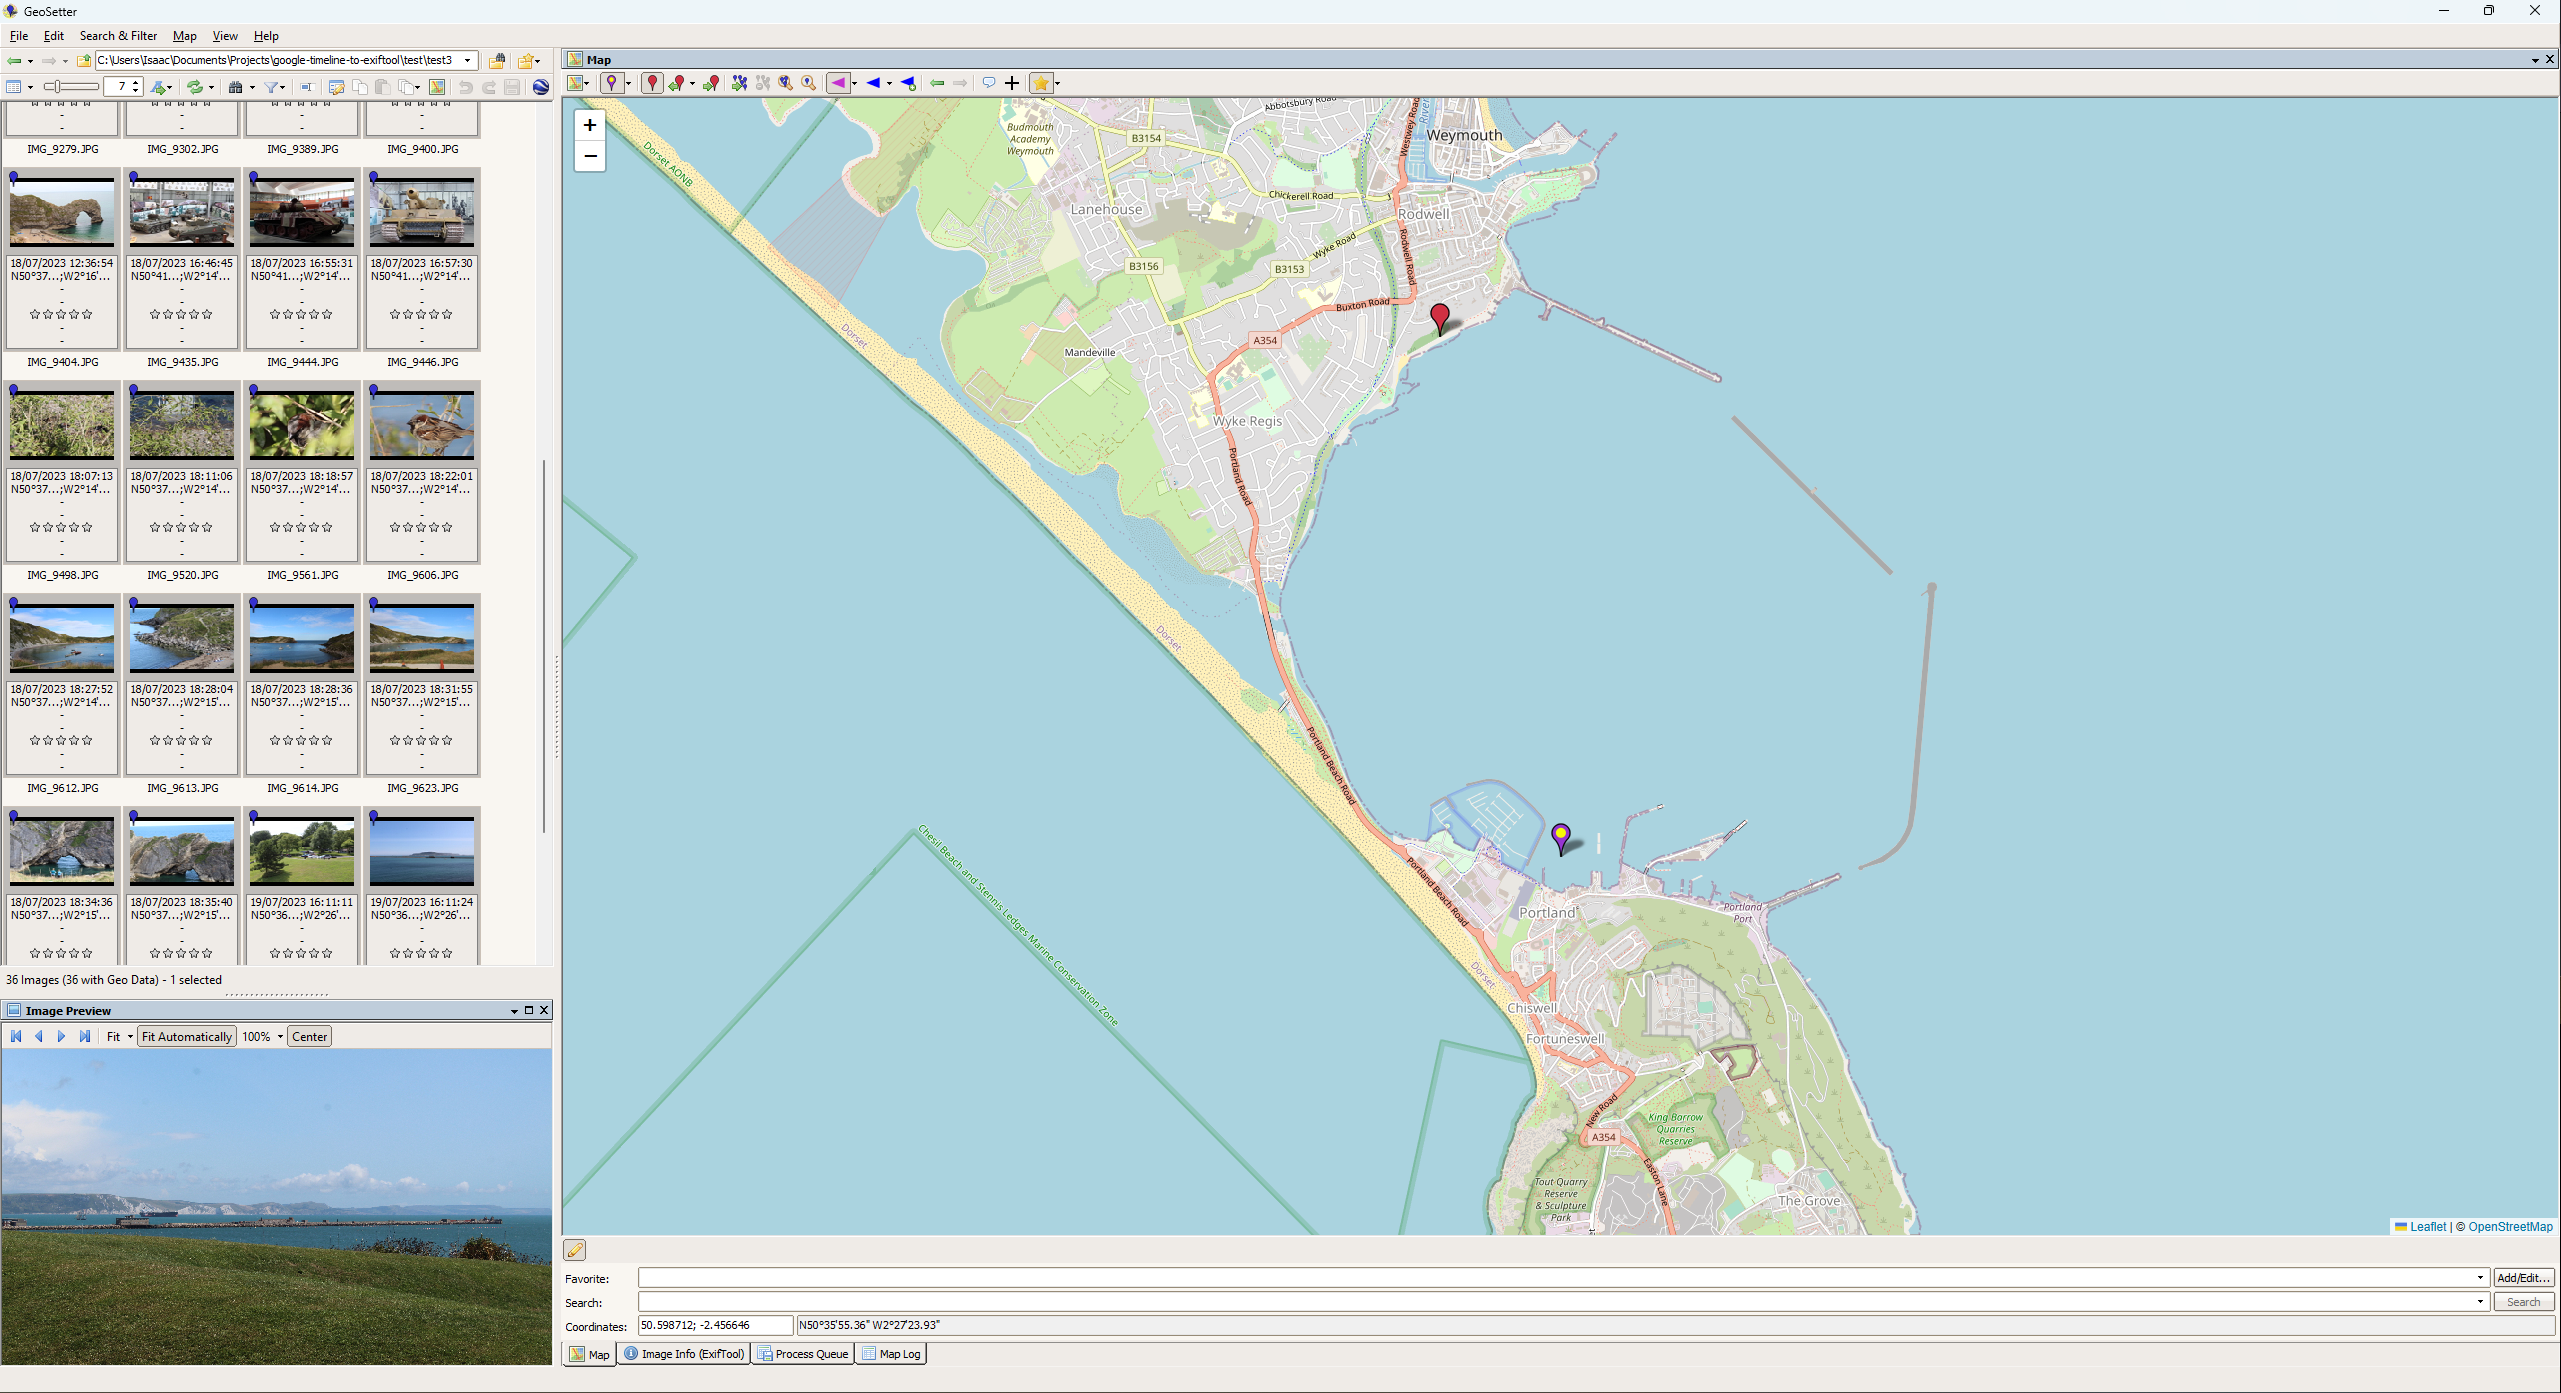 GeoSetter
File Edit Search & Filter Map View Help
C:\Users\Isaac\Documents\Projects\google-timeline-to-exiftool\test\test3
7
- - - -
- - - -
IMG_9279.JPG IMG_9302.JPG IMG_9389.JPG IMG_9400.JPG
18/07/2023 12:36:54 18/07/2023 16:46:45 18/07/2023 16:55:31 18/07/2023 16:57:30
N50°37'...;W2°16'... N50°41'...;W2°14'... N50°41'...;W2°14'... N50°41'...;W2°14'...
IMG_9404.JPG IMG_9435.JPG IMG_9444.JPG IMG_9446.JPG
18/07/2023 18:07:13 18/07/2023 18:11:06 18/07/2023 18:18:57 18/07/2023 18:22:01
N50°37'...;W2°14'... N50°37'...;W2°14'... N50°37'...;W2°14'... N50°37'...;W2°14'...
IMG_9498.JPG IMG_9520.JPG IMG_9561.JPG IMG_9606.JPG
18/07/2023 18:27:52 18/07/2023 18:28:04 18/07/2023 18:28:36 18/07/2023 18:31:55
N50°37'...;W2°14'... N50°37'...;W2°15'... N50°37'...;W2°15'... N50°37'...;W2°15'...
IMG_9612.JPG IMG_9613.JPG IMG_9614.JPG IMG_9623.JPG
18/07/2023 18:34:36 18/07/2023 18:35:40 19/07/2023 16:11:11 19/07/2023 16:11:24
N50°37'...;W2°15'... N50°37'...;W2°15'... N50°36'...;W2°26'... N50°36'...;W2°26'...
36 Images (36 with Geo Data) - 1 selected
Image Preview
Fit Fit Automatically 100% Center
Map
+
−
Abbotsbury Road
Westwey Road
River
Weymouth
Budmouth
Academy
Weymouth
B3154
Dorset AONB
Chickerell Road
Lanehouse
Rodwell
Wyke Road
Rodwell Road
B3156
B3153
Buxton Road
Dorset
A354
Mandeville
Wyke Regis
Portland Road
Dorset
Portland Beach Road
Chesil Beach and Stennis Ledges Marine Conservation Zone
Portland Beach Road
Portland
Portland
Port
Dorset
Chiswell
Fortuneswell
New Road
King Barrow
Quarries
Reserve
A354
Easton Lane
Tout Quarry
Reserve
& Sculpture
Park
The Grove
Leaflet | © OpenStreetMap
Favorite: Add/Edit...
Search: Search
Coordinates: 50.598712; -2.456646 N50°35'55.36" W2°27'23.93"
Map Image Info (ExifTool) Process Queue Map Log